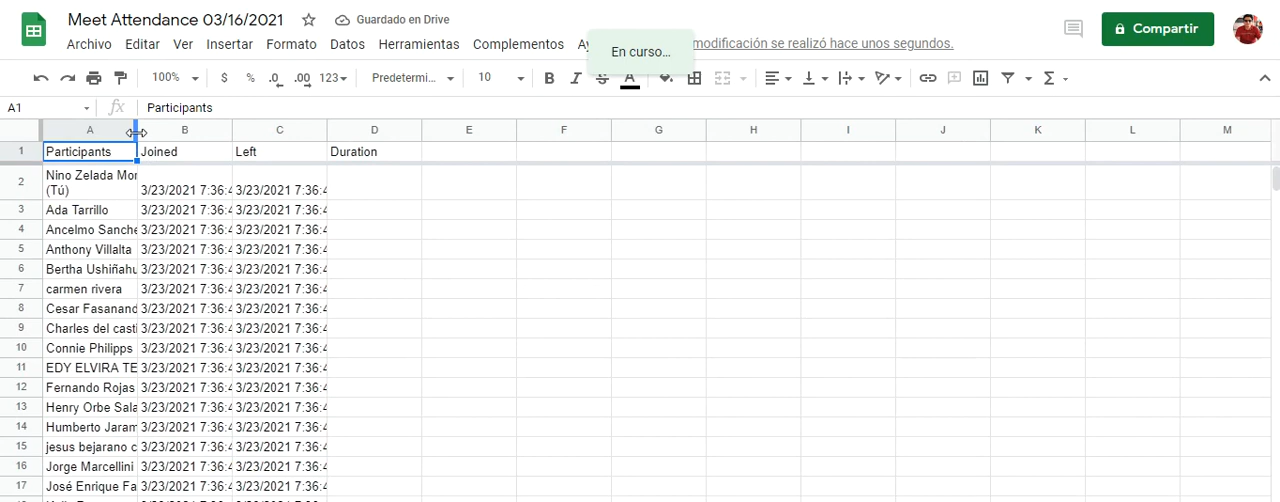 Meet Attendance 03/16/2021 Guardado en Drive
Archivo Editar Ver Insertar Formato Datos Herramientas Complementos Ay En curso... modificación se realizó hace unos segundos. Compartir
100% $ % .0 .00 123 Predetermi... 10 B I S A Σ
A1 fx Participants
A B C D E F G H I J K L M
1 Participants Joined Left Duration
Nino Zelada Mor
2 (Tú) 3/23/2021 7:36:4 3/23/2021 7:36:4
3 Ada Tarrillo 3/23/2021 7:36:4 3/23/2021 7:36:4
4 Ancelmo Sanche 3/23/2021 7:36:4 3/23/2021 7:36:4
5 Anthony Villalta 3/23/2021 7:36:4 3/23/2021 7:36:4
6 Bertha Ushiñahu 3/23/2021 7:36:4 3/23/2021 7:36:4
7 carmen rivera 3/23/2021 7:36:4 3/23/2021 7:36:4
8 Cesar Fasanand 3/23/2021 7:36:4 3/23/2021 7:36:4
9 Charles del casti 3/23/2021 7:36:4 3/23/2021 7:36:4
10 Connie Philipps 3/23/2021 7:36:4 3/23/2021 7:36:4
11 EDY ELVIRA TE 3/23/2021 7:36:4 3/23/2021 7:36:4
12 Fernando Rojas 3/23/2021 7:36:4 3/23/2021 7:36:4
13 Henry Orbe Sala 3/23/2021 7:36:4 3/23/2021 7:36:4
14 Humberto Jaram 3/23/2021 7:36:4 3/23/2021 7:36:4
15 jesus bejarano c 3/23/2021 7:36:4 3/23/2021 7:36:4
16 Jorge Marcellini 3/23/2021 7:36:4 3/23/2021 7:36:4
17 José Enrique Fa 3/23/2021 7:36:4 3/23/2021 7:36:4